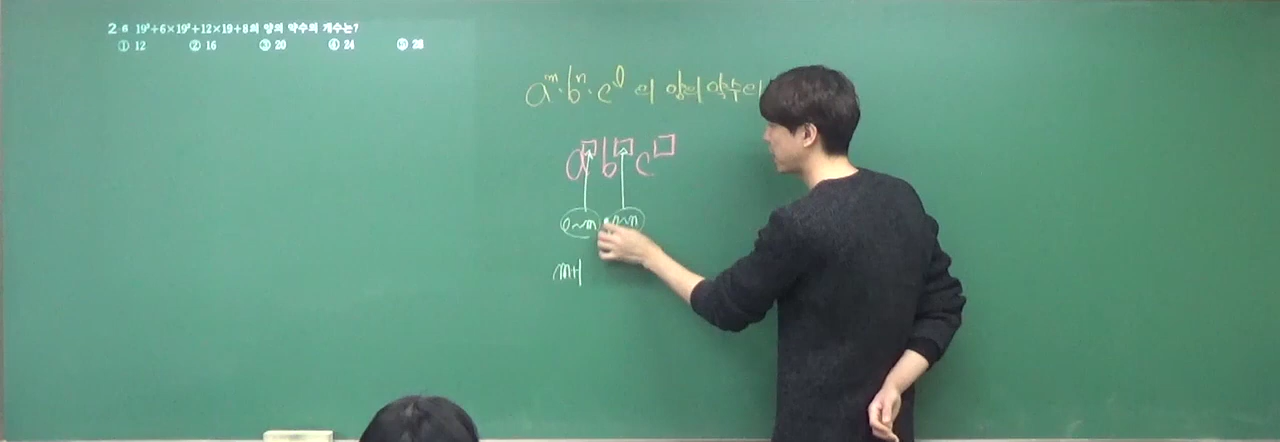 2-6 19³+6×19²+12×19+8의 양의 약수의 개수는?
① 12 ② 16 ③ 20 ④ 24 ⑤ 28
aᵐ·bⁿ·cˡ 의 양의 약수의
a□ b□ c□
0~m 0~n
m+1